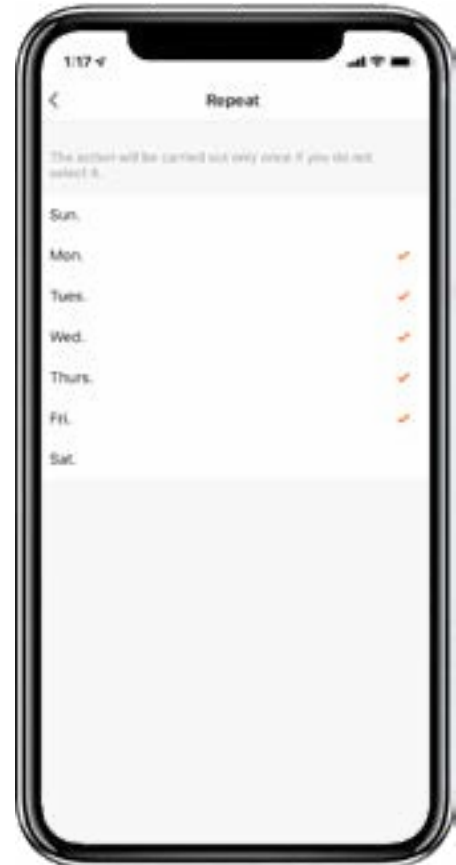 1:17
Repeat
The action will be carried out only once if you do not
select it.
Sun.
Mon.
Tues.
Wed.
Thurs.
Fri.
Sat.